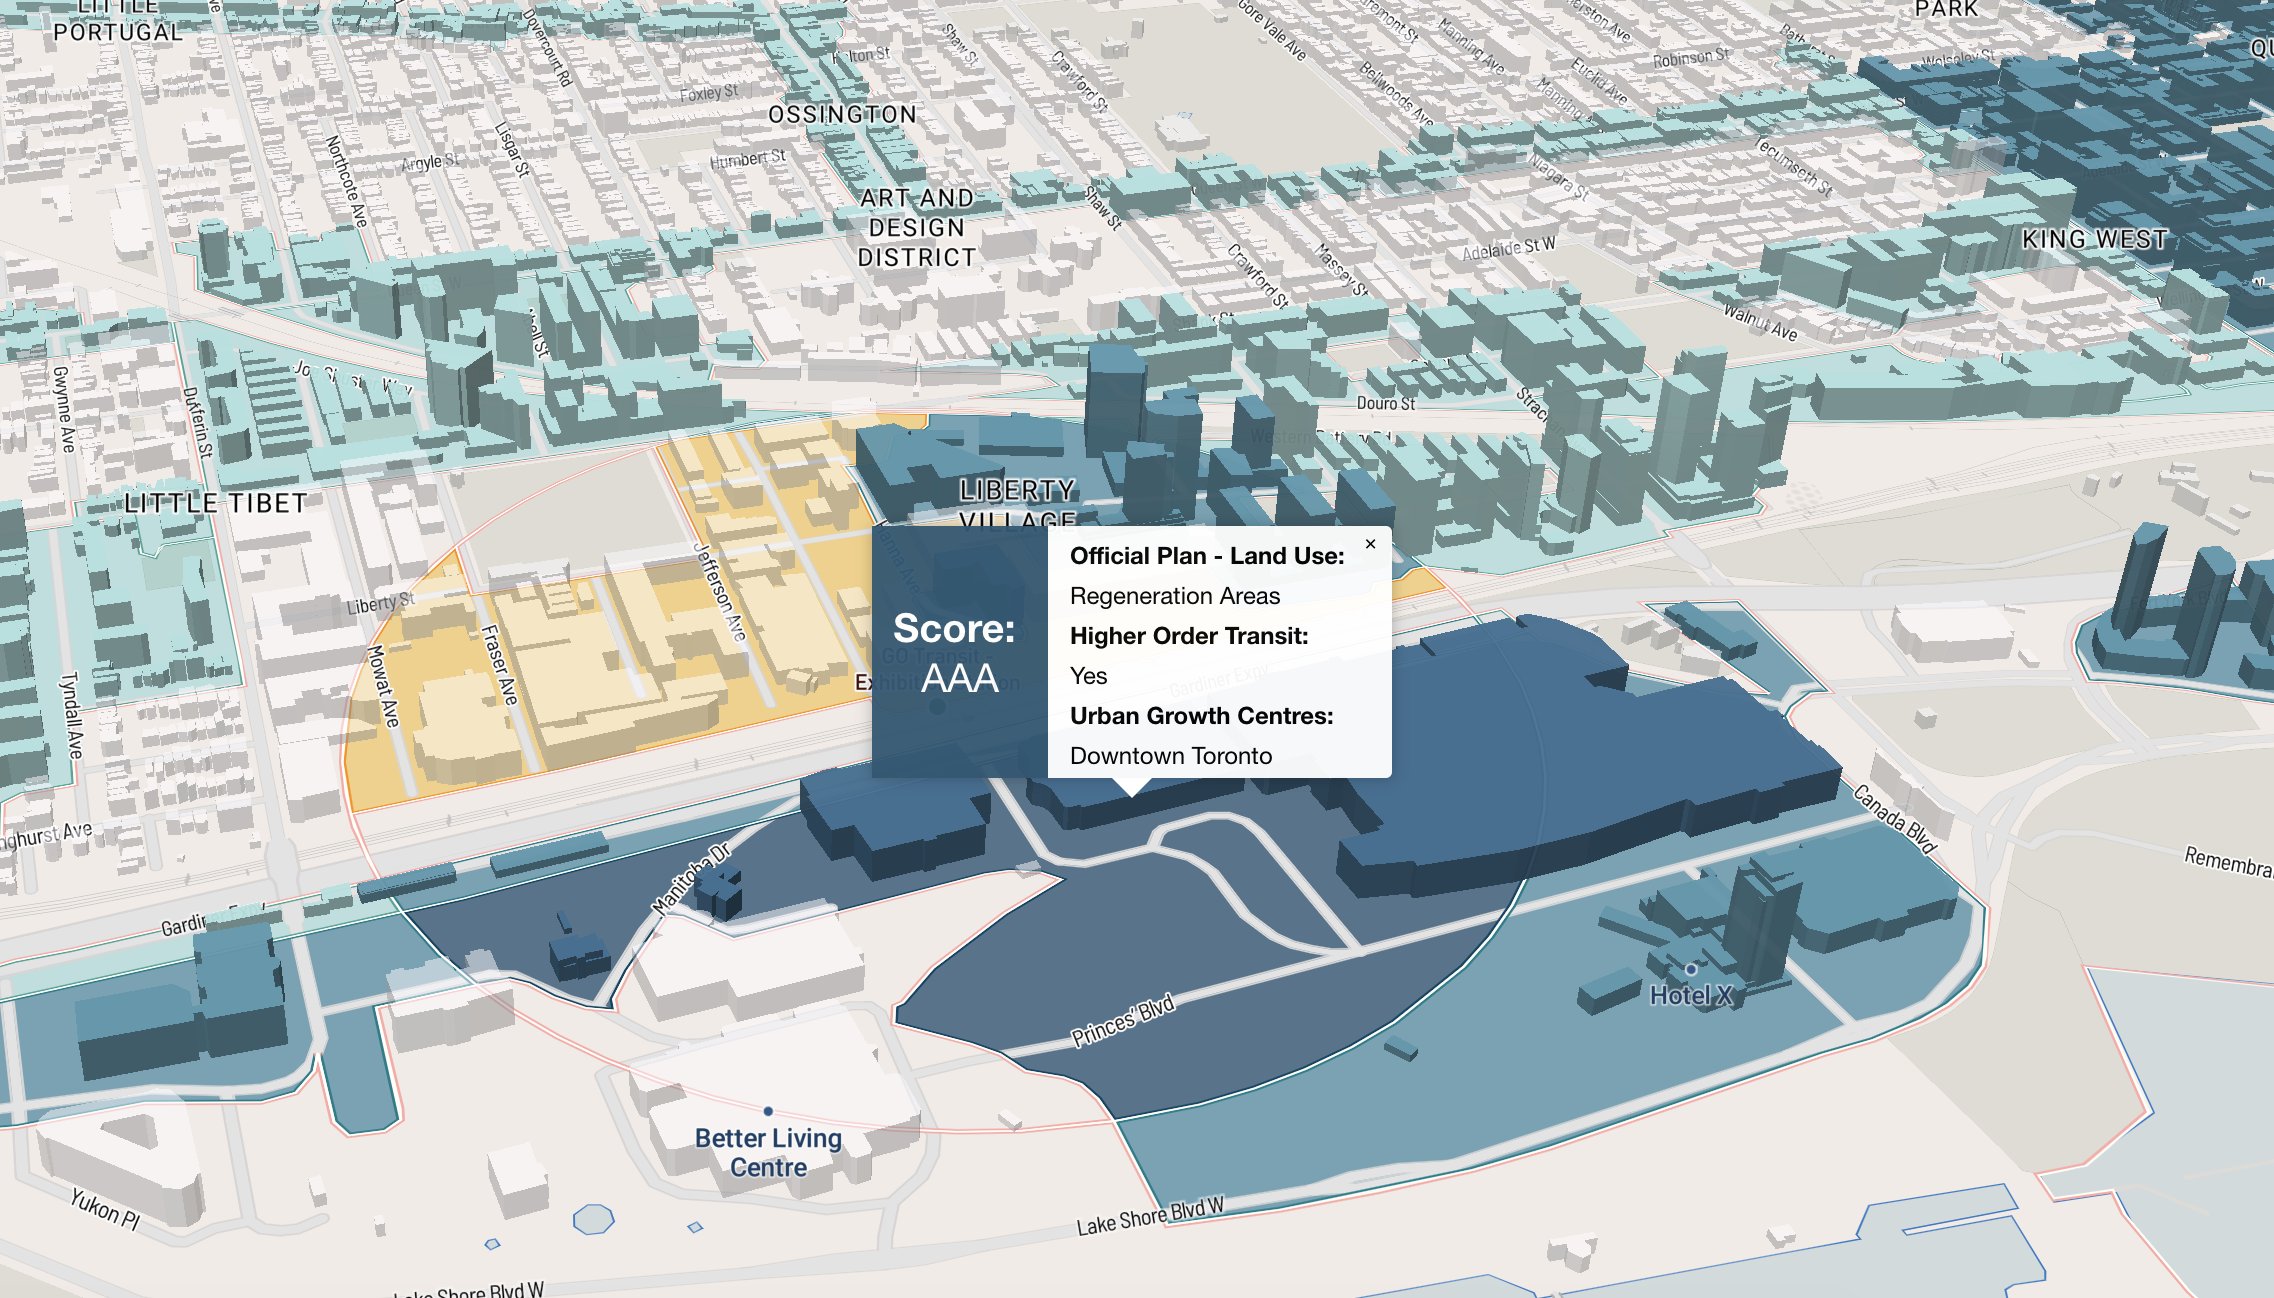 LITTLE
PORTUGAL
PARK
Dovercourt Rd
Shaw St
Crawford St
Gore Vale Ave
Manning Ave
Euclid Ave
Robinson St
Wolseley St
Foxley St
OSSINGTON
Bellwoods Ave
Northcote Ave
Argyle St
Lisgar St
Humbert St
Niagara St
Tecumseth St
ART AND
DESIGN
DISTRICT
Shaw St
Crawford St
Massey St
Adelaide St W
KING WEST
Walnut Ave
Gwynne Ave
Dufferin St
Douro St
LITTLE TIBET
LIBERTY
VILLAGE
Liberty St
Jefferson Ave
Fraser Ave
Mowat Ave
Tyndall Ave
Score:
AAA
×
Official Plan - Land Use:
Regeneration Areas
Higher Order Transit:
Yes
Urban Growth Centres:
Downtown Toronto
Gardiner Expy
Canada Blvd
Manitoba Dr
Princes' Blvd
Hotel X
Better Living
Centre
Yukon Pl
Lake Shore Blvd W
Lake Shore Blvd W